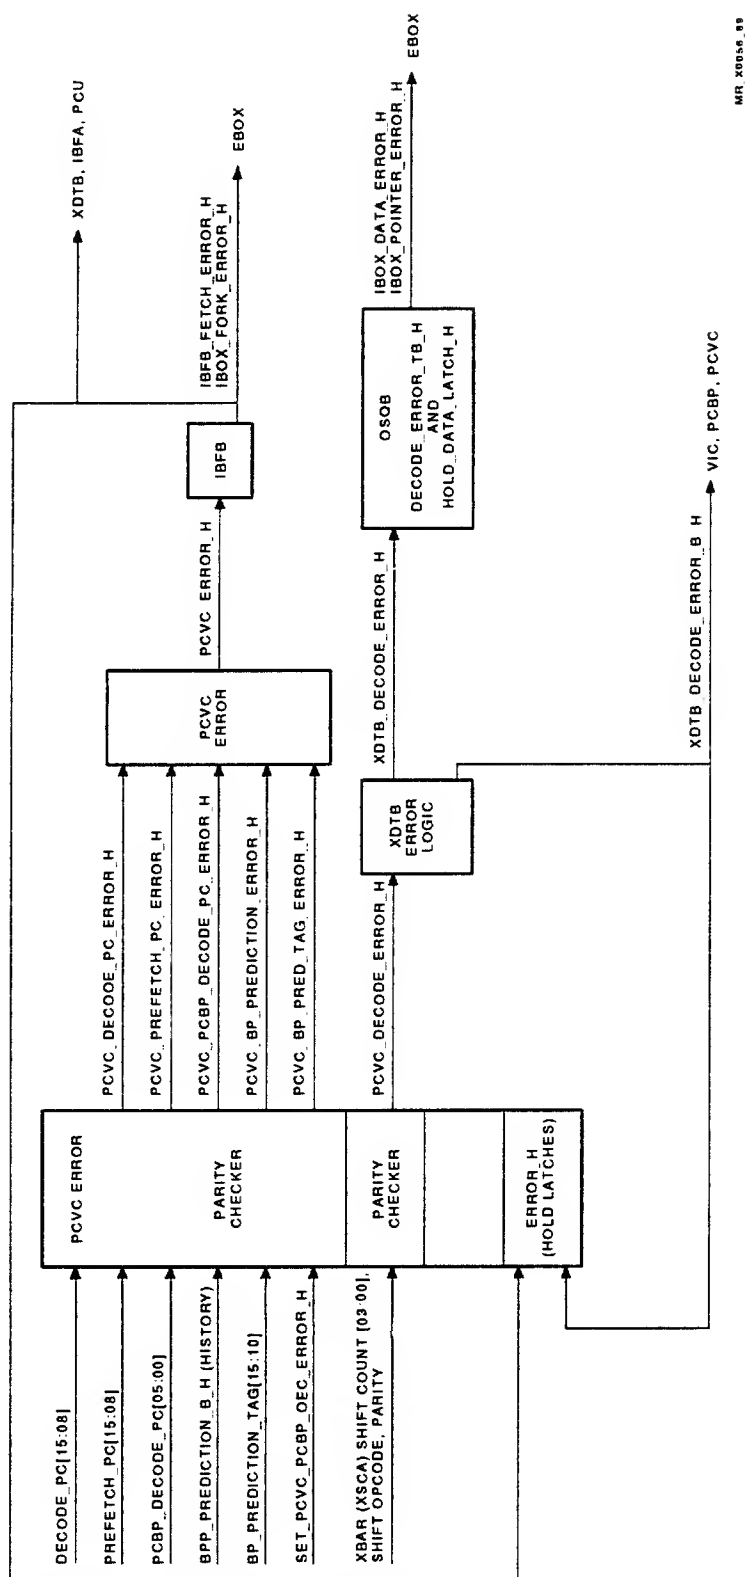 DECODE_PC[15:08]
PREFETCH_PC[15:08]
PCBP_DECODE_PC[05:00]
BPP_PREDICTION_B_H (HISTORY)
BP_PREDICTION_TAG[15:10]
SET_PCVC_PCBP_OEC_ERROR_H
XBAR (XSCA) SHIFT COUNT [03:00],
SHIFT OPCODE, PARITY
PCVC ERROR
PARITY
CHECKER
PARITY
CHECKER
ERROR_H
(HOLD LATCHES)
PCVC_DECODE_PC_ERROR_H
PCVC_PREFETCH_PC_ERROR_H
PCVC_PCBP_DECODE_PC_ERROR_H
PCVC_BP_PREDICTION_ERROR_H
PCVC_BP_PRED_TAG_ERROR_H
PCVC_DECODE_ERROR_H
PCVC
ERROR
XDTB
ERROR
LOGIC
PCVC_ERROR_H
XDTB_DECODE_ERROR_H
XDTB_DECODE_ERROR_B_H
IBFB
OSQB
DECODE_ERROR_TB_H
AND
HOLD_DATA_LATCH_H
IBFB_FETCH_ERROR_H
IBOX_FORK_ERROR_H
IBOX_DATA_ERROR_H
IBOX_POINTER_ERROR_H
XDTB, IBFA, PCU
EBOX
EBOX
VIC, PCBP, PCVC
MR_X0056_89